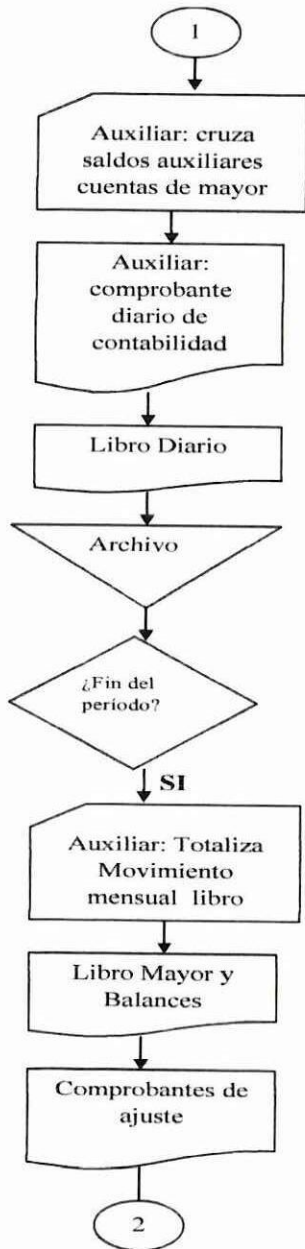 1
Auxiliar: cruza
saldos auxiliares
cuentas de mayor
Auxiliar:
comprobante
diario de
contabilidad
Libro Diario
Archivo
¿Fin del
período?
SI
Auxiliar: Totaliza
Movimiento
mensual libro
Libro Mayor y
Balances
Comprobantes de
ajuste
2